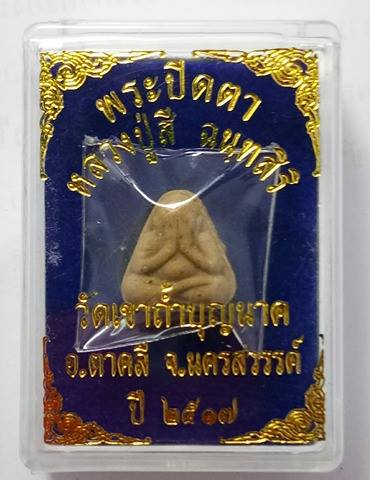 พระปิดตา
หลวงปู่สี ฉนฺทสิริ
วัดเขาถ้ำบุญนาค
อ.ตาคลี จ.นครสวรรค์
ปี ๒๕๑๗